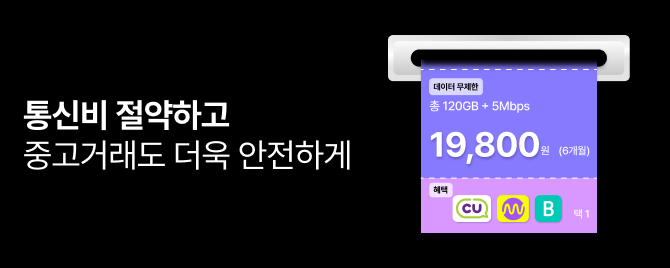 통신비 절약하고
중고거래도 더욱 안전하게
데이터 무제한
총 120GB + 5Mbps
19,800원 (6개월)
혜택
CU B 택 1